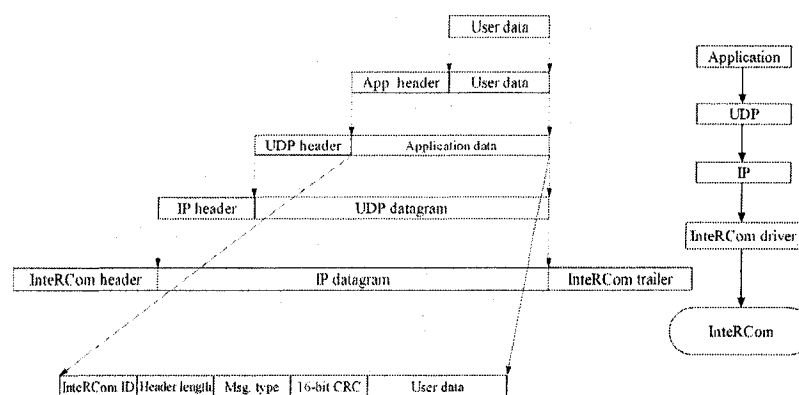 User data
Application
App header User data
UDP
UDP header Application data
IP
IP header UDP datagram
InteRCom driver
InteRCom header IP datagram InteRCom trailer
InteRCom
InteRCom ID Header length Msg. type 16-bit CRC User data